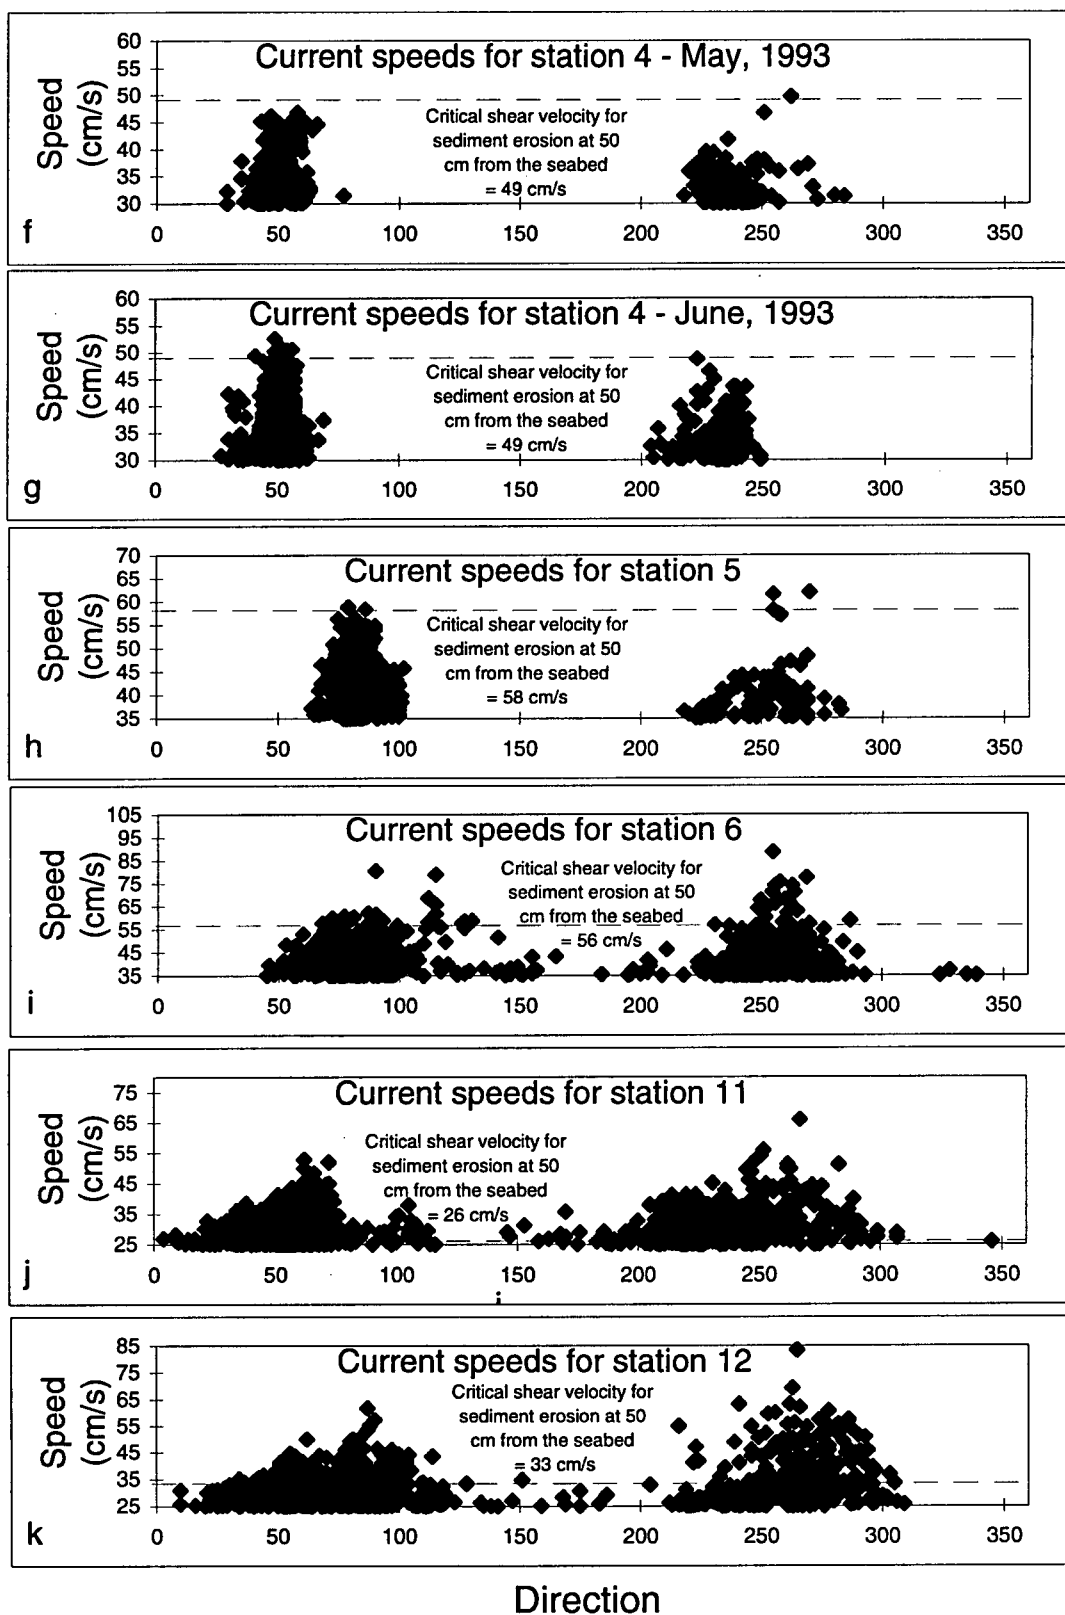 Current speeds for station 4 - May, 1993
Speed
(cm/s)
60
55
50
45
40
35
30
Critical shear velocity for
sediment erosion at 50
cm from the seabed
= 49 cm/s
0 50 100 150 200 250 300 350
f
Current speeds for station 4 - June, 1993
Speed
(cm/s)
60
55
50
45
40
35
30
Critical shear velocity for
sediment erosion at 50
cm from the seabed
= 49 cm/s
0 50 100 150 200 250 300 350
g
Current speeds for station 5
Speed
(cm/s)
70
65
60
55
50
45
40
35
Critical shear velocity for
sediment erosion at 50
cm from the seabed
= 58 cm/s
0 50 100 150 200 250 300 350
h
Current speeds for station 6
Speed
(cm/s)
105
95
85
75
65
55
45
35
Critical shear velocity for
sediment erosion at 50
cm from the seabed
= 56 cm/s
0 50 100 150 200 250 300 350
i
Current speeds for station 11
Speed
(cm/s)
75
65
55
45
35
25
Critical shear velocity for
sediment erosion at 50
cm from the seabed
= 26 cm/s
0 50 100 150 200 250 300 350
j
Current speeds for station 12
Speed
(cm/s)
85
75
65
55
45
35
25
Critical shear velocity for
sediment erosion at 50
cm from the seabed
= 33 cm/s
0 50 100 150 200 250 300 350
k
Direction